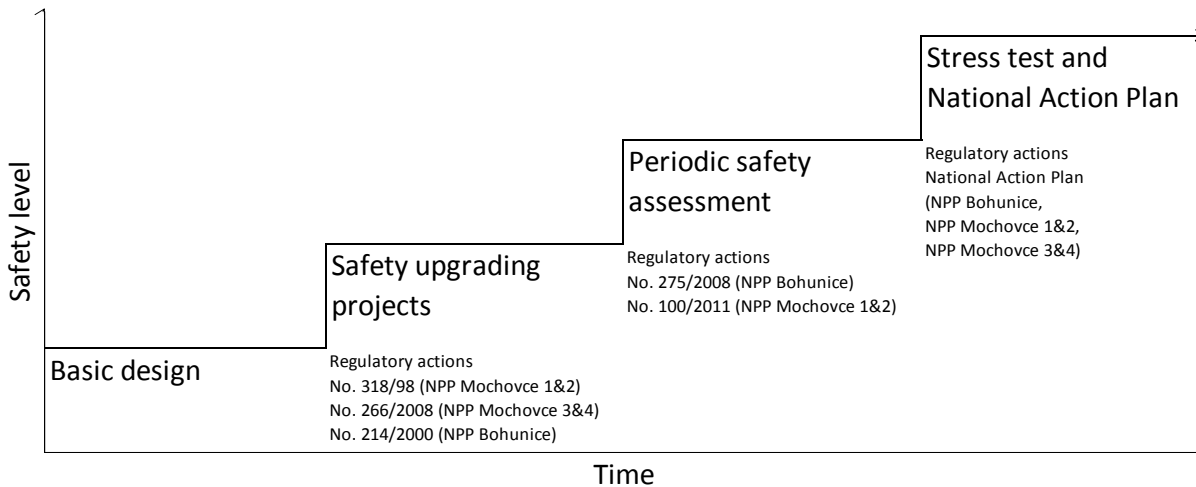 Safety level
Basic design
Safety upgrading
projects
Regulatory actions
No. 318/98 (NPP Mochovce 1&2)
No. 266/2008 (NPP Mochovce 3&4)
No. 214/2000 (NPP Bohunice)
Periodic safety
assessment
Regulatory actions
No. 275/2008 (NPP Bohunice)
No. 100/2011 (NPP Mochovce 1&2)
Stress test and
National Action Plan
Regulatory actions
National Action Plan
(NPP Bohunice,
NPP Mochovce 1&2,
NPP Mochovce 3&4)
Time